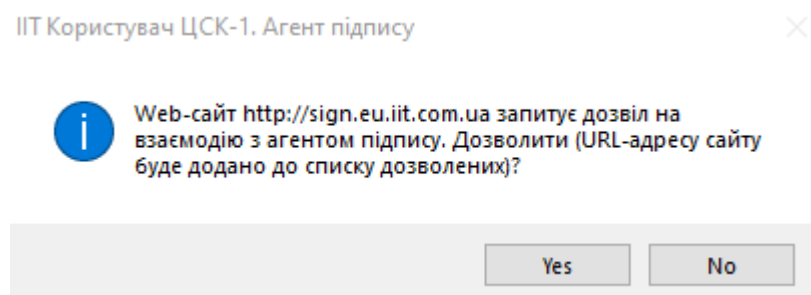 ІІТ Користувач ЦСК-1. Агент підпису
Web-сайт http://sign.eu.iit.com.ua запитує дозвіл на
взаємодію з агентом підпису. Дозволити (URL-адресу сайту
буде додано до списку дозволених)?
Yes
No